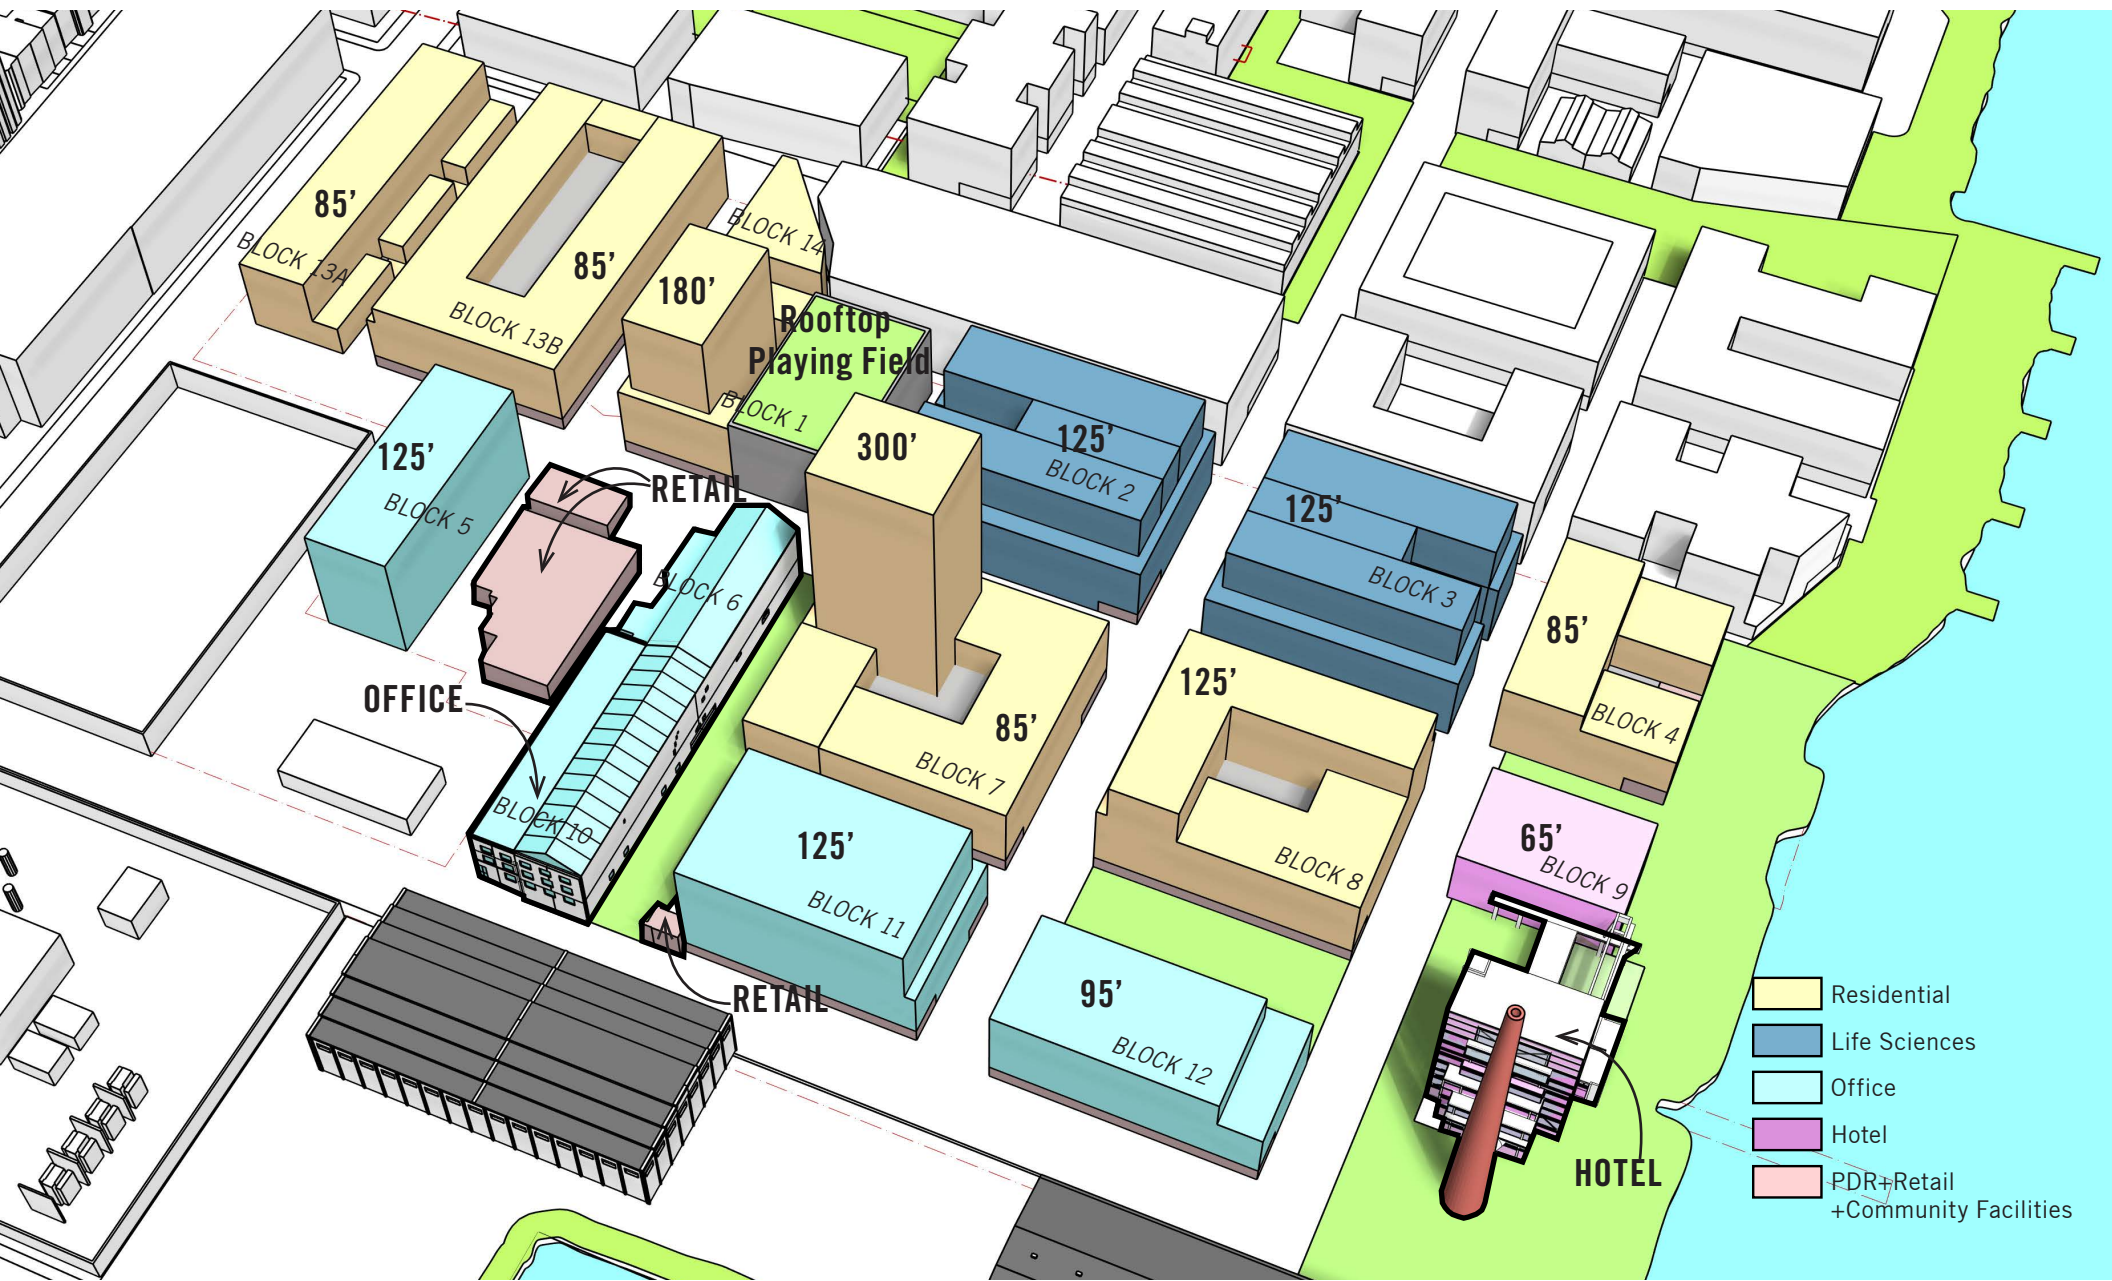 85’
BLOCK 13A
85’
BLOCK 13B
BLOCK 14
180’
Rooftop
Playing Field
BLOCK 1
125’
BLOCK 5
RETAIL
300’
125’
BLOCK 2
125’
BLOCK 3
BLOCK 6
85’
BLOCK 4
OFFICE
BLOCK 10
85’
BLOCK 7
125’
BLOCK 8
65’
BLOCK 9
125’
BLOCK 11
RETAIL
95’
BLOCK 12
HOTEL
Residential
Life Sciences
Office
Hotel
PDR+Retail
+Community Facilities